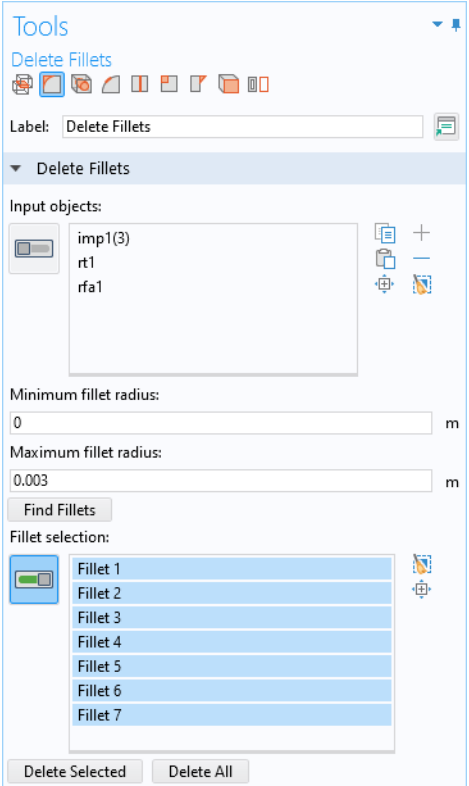 Tools
Delete Fillets
Label: Delete Fillets
Delete Fillets
Input objects:
imp1(3)
rt1
rfa1
Minimum fillet radius:
0 m
Maximum fillet radius:
0.003 m
Find Fillets
Fillet selection:
Fillet 1
Fillet 2
Fillet 3
Fillet 4
Fillet 5
Fillet 6
Fillet 7
Delete Selected Delete All